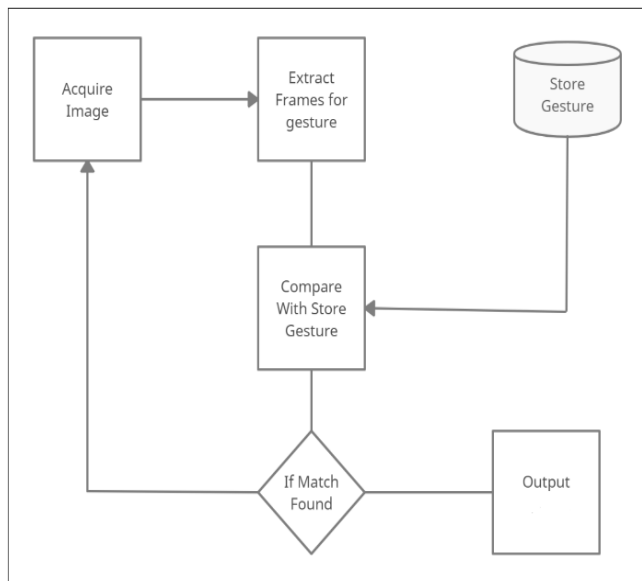 Acquire
Image
Extract
Frames for
gesture
Store
Gesture
Compare
With Store
Gesture
If Match
Found
Output